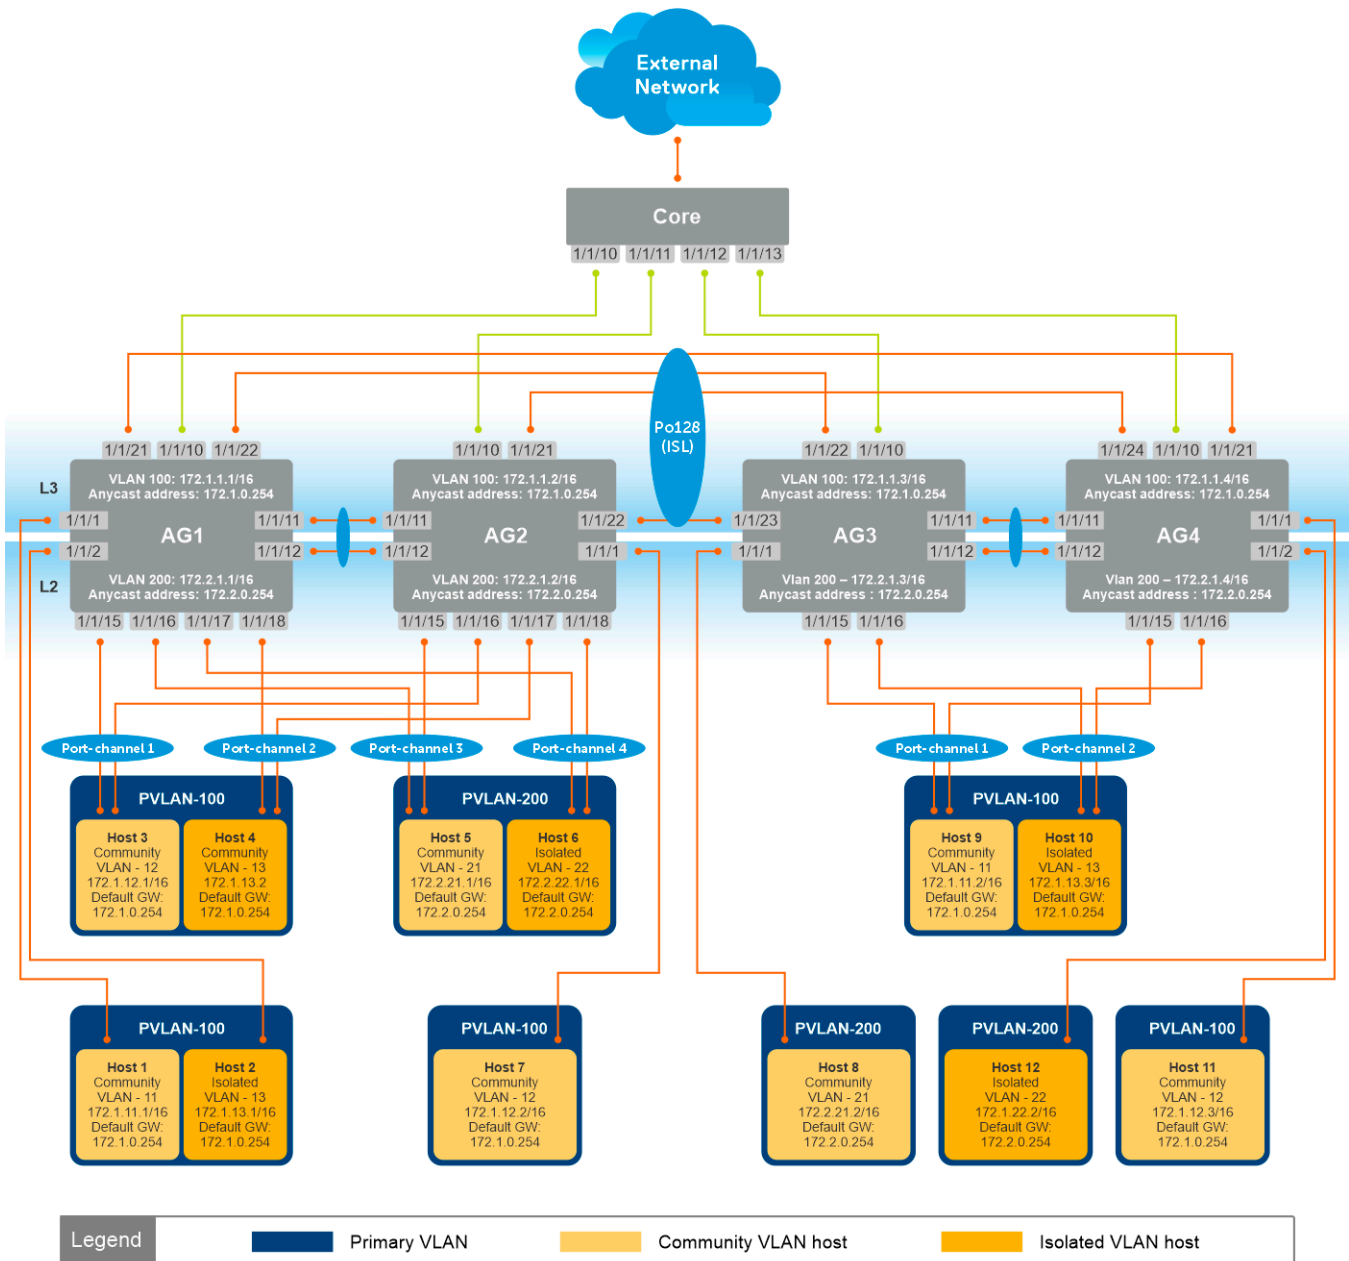 External
Network
Core
1/1/10 1/1/11 1/1/12 1/1/13
Po128
(ISL)
1/1/21 1/1/10 1/1/22
1/1/10 1/1/21
1/1/22 1/1/10
1/1/24 1/1/10 1/1/21
L3
VLAN 100: 172.1.1.1/16
Anycast address: 172.1.0.254
1/1/1
1/1/11
AG1
1/1/2
1/1/12
L2
VLAN 200: 172.2.1.1/16
Anycast address: 172.2.0.254
1/1/15 1/1/16 1/1/17 1/1/18
VLAN 100: 172.1.1.2/16
Anycast address: 172.1.0.254
1/1/11
1/1/22
AG2
1/1/12
1/1/1
VLAN 200: 172.2.1.2/16
Anycast address: 172.2.0.254
1/1/15 1/1/16 1/1/17 1/1/18
VLAN 100: 172.1.1.3/16
Anycast address: 172.1.0.254
1/1/23
1/1/11
AG3
1/1/1
1/1/12
Vlan 200 – 172.2.1.3/16
Anycast address : 172.2.0.254
1/1/15 1/1/16
VLAN 100: 172.1.1.4/16
Anycast address: 172.1.0.254
1/1/11
1/1/1
AG4
1/1/12
1/1/2
Vlan 200 – 172.2.1.4/16
Anycast address : 172.2.0.254
1/1/15 1/1/16
Port-channel 1
Port-channel 2
Port-channel 3
Port-channel 4
Port-channel 1
Port-channel 2
PVLAN-100
Host 3
Community
VLAN - 12
172.1.12.1/16
Default GW:
172.1.0.254
Host 4
Community
VLAN - 13
172.1.13.2
Default GW:
172.1.0.254
PVLAN-200
Host 5
Community
VLAN - 21
172.2.21.1/16
Default GW:
172.2.0.254
Host 6
Isolated
VLAN - 22
172.2.22.1/16
Default GW:
172.2.0.254
PVLAN-100
Host 9
Community
VLAN - 11
172.1.11.2/16
Default GW:
172.1.0.254
Host 10
Isolated
VLAN - 13
172.1.13.3/16
Default GW:
172.1.0.254
PVLAN-100
Host 1
Community
VLAN - 11
172.1.11.1/16
Default GW:
172.1.0.254
Host 2
Isolated
VLAN - 13
172.1.13.1/16
Default GW:
172.1.0.254
PVLAN-100
Host 7
Community
VLAN - 12
172.1.12.2/16
Default GW:
172.1.0.254
PVLAN-200
Host 8
Community
VLAN - 21
172.2.21.2/16
Default GW:
172.2.0.254
PVLAN-200
Host 12
Isolated
VLAN - 22
172.1.22.2/16
Default GW:
172.2.0.254
PVLAN-100
Host 11
Community
VLAN - 12
172.1.12.3/16
Default GW:
172.1.0.254
Legend
Primary VLAN
Community VLAN host
Isolated VLAN host